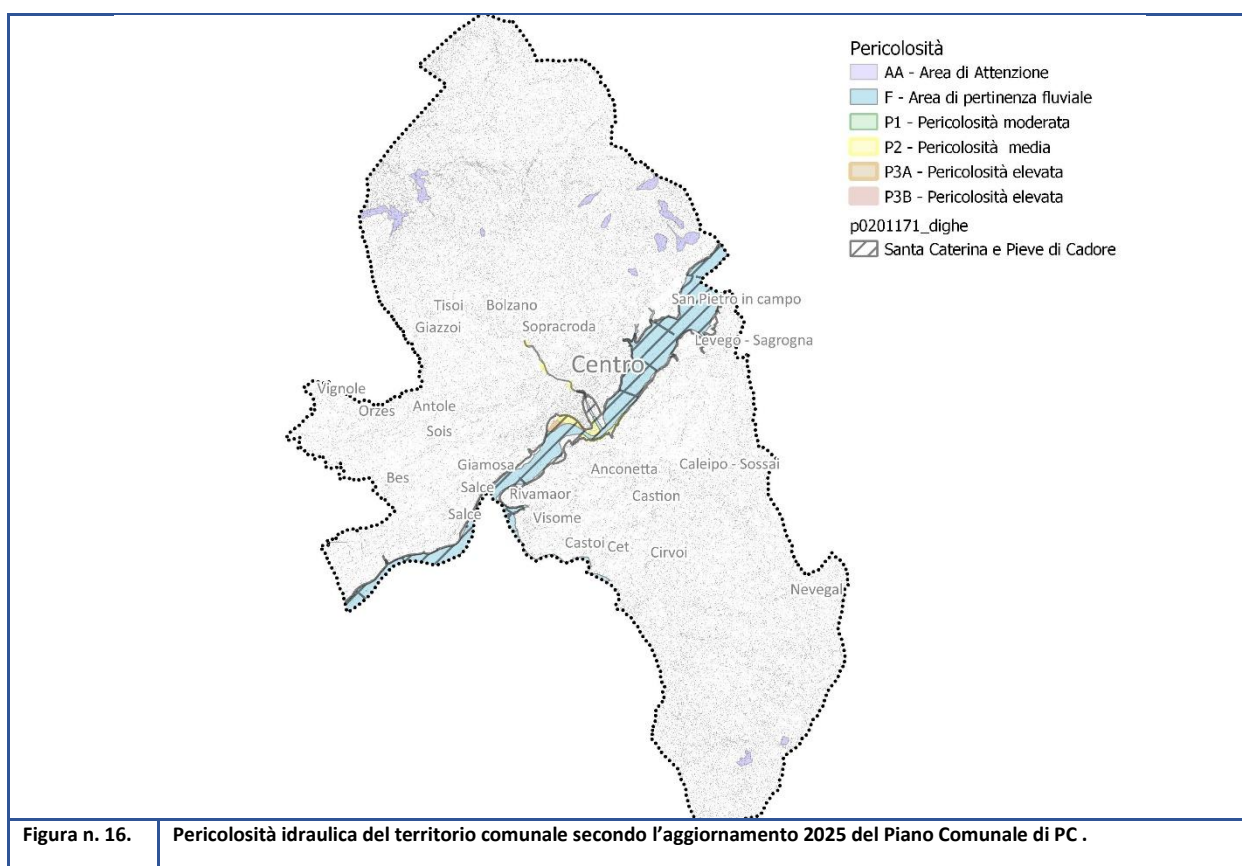 Pericolosità
AA - Area di Attenzione
F - Area di pertinenza fluviale
P1 - Pericolosità moderata
P2 - Pericolosità media
P3A - Pericolosità elevata
P3B - Pericolosità elevata
p0201171_dighe
Santa Caterina e Pieve di Cadore
San Pietro in campo
Tisoi
Bolzano
Giazzoi
Sopracroda
Levego - Sagrogna
Centro
Vignole
Orzes
Antole
Sois
Giamosa
Anconetta
Caleipo - Sossai
Bes
Salce
Rivamaor
Castion
Salce
Visome
Castoi
Cet
Cirvoi
Nevegal
Figura n. 16.
Pericolosità idraulica del territorio comunale secondo l’aggiornamento 2025 del Piano Comunale di PC .